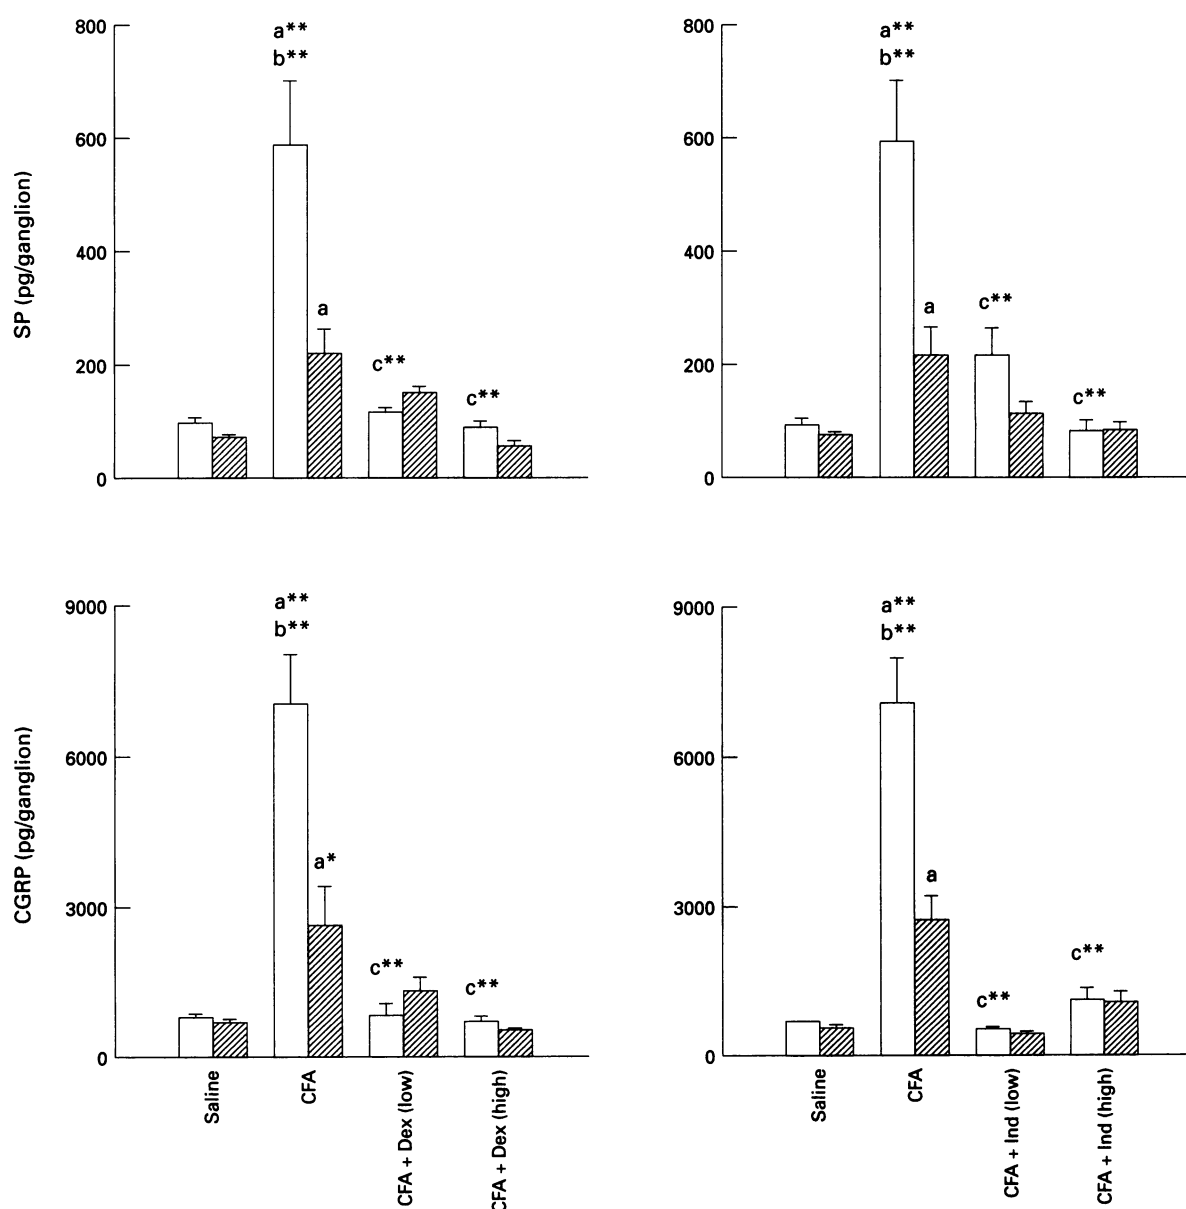 SP (pg/ganglion)
800
600
400
200
0
a**
b**
a
c**
c**
800
600
400
200
0
a**
b**
a
c**
c**
CGRP (pg/ganglion)
9000
6000
3000
0
a**
b**
a*
c**
c**
Saline
CFA
CFA + Dex (low)
CFA + Dex (high)
9000
6000
3000
0
a**
b**
a
c**
c**
Saline
CFA
CFA + Ind (low)
CFA + Ind (high)